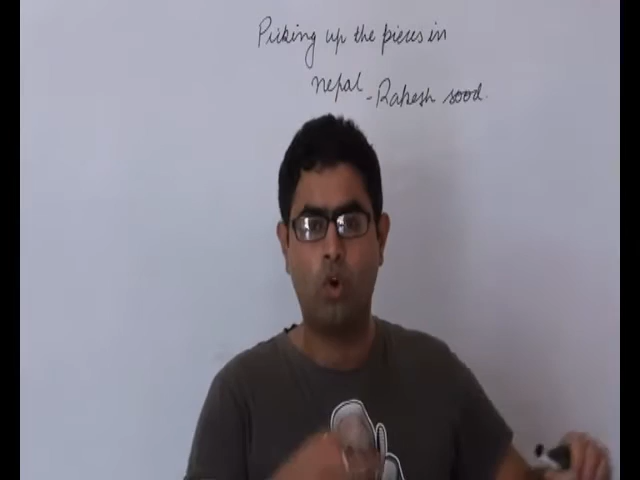 Picking up the pieces in
nepal
- Rakesh sood.